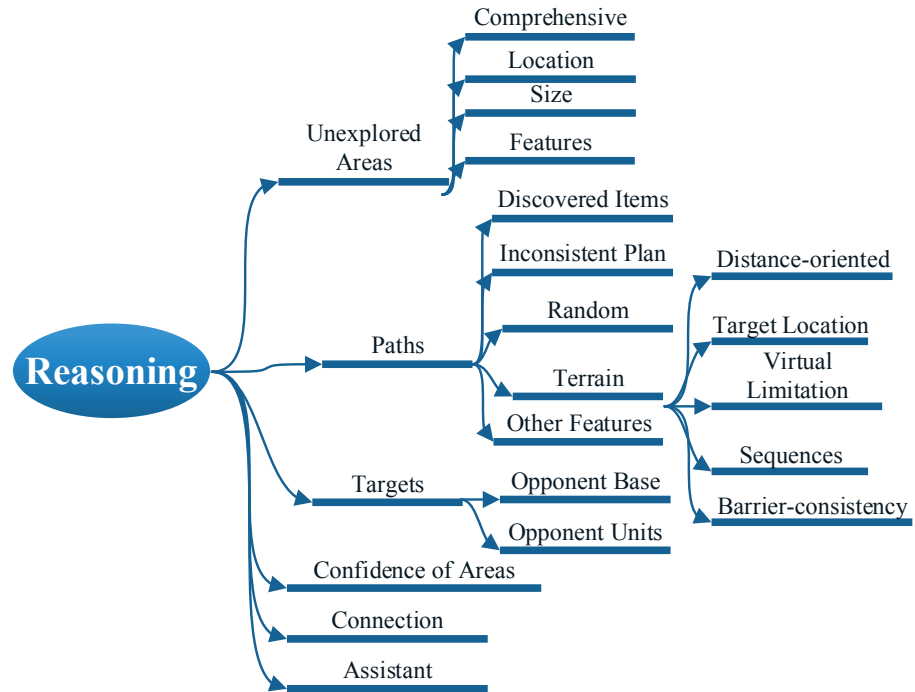 Reasoning
Unexplored
Areas
Comprehensive
Location
Size
Features
Paths
Discovered Items
Inconsistent Plan
Random
Terrain
Other Features
Distance-oriented
Target Location
Virtual
Limitation
Sequences
Barrier-consistency
Targets
Opponent Base
Opponent Units
Confidence of Areas
Connection
Assistant